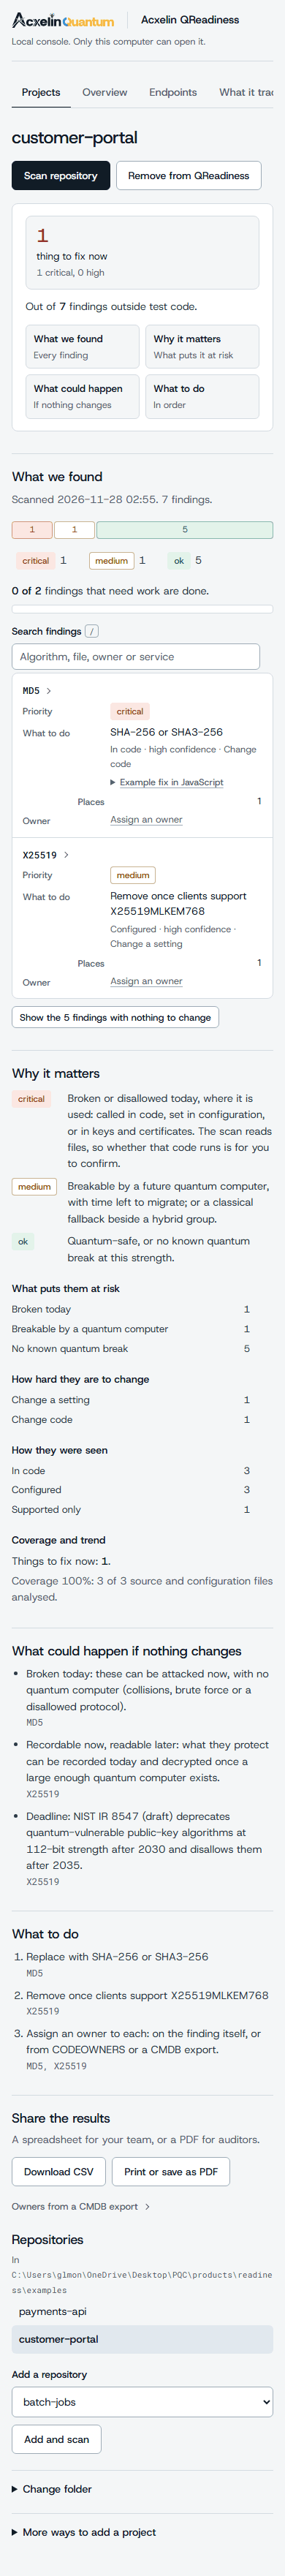 Acxelin Quantum
Acxelin QReadiness
Local console. Only this computer can open it.
Projects Overview Endpoints What it trac
customer-portal
Scan repository Remove from QReadiness
1
thing to fix now
1 critical, 0 high
Out of 7 findings outside test code.
What we found
Every finding
Why it matters
What puts it at risk
What could happen
If nothing changes
What to do
In order
What we found
Scanned 2026-11-28 02:55. 7 findings.
1 1 5
critical 1 medium 1 ok 5
0 of 2 findings that need work are done.
Search findings /
Algorithm, file, owner or service
MD5 >
Priority critical
What to do SHA-256 or SHA3-256
In code · high confidence · Change
code
▶ Example fix in JavaScript
Places 1
Owner Assign an owner
X25519 >
Priority medium
What to do Remove once clients support
X25519MLKEM768
Configured · high confidence ·
Change a setting
Places 1
Owner Assign an owner
Show the 5 findings with nothing to change
Why it matters
critical Broken or disallowed today, where it is
used: called in code, set in configuration,
or in keys and certificates. The scan reads
files, so whether that code runs is for you
to confirm.
medium Breakable by a future quantum computer,
with time left to migrate; or a classical
fallback beside a hybrid group.
ok Quantum-safe, or no known quantum
break at this strength.
What puts them at risk
Broken today 1
Breakable by a quantum computer 1
No known quantum break 5
How hard they are to change
Change a setting 1
Change code 1
How they were seen
In code 3
Configured 3
Supported only 1
Coverage and trend
Things to fix now: 1.
Coverage 100%: 3 of 3 source and configuration files
analysed.
What could happen if nothing changes
• Broken today: these can be attacked now, with no
quantum computer (collisions, brute force or a
disallowed protocol).
MD5
• Recordable now, readable later: what they protect
can be recorded today and decrypted once a
large enough quantum computer exists.
X25519
• Deadline: NIST IR 8547 (draft) deprecates
quantum-vulnerable public-key algorithms at
112-bit strength after 2030 and disallows them
after 2035.
X25519
What to do
1. Replace with SHA-256 or SHA3-256
MD5
2. Remove once clients support X25519MLKEM768
X25519
3. Assign an owner to each: on the finding itself, or
from CODEOWNERS or a CMDB export.
MD5, X25519
Share the results
A spreadsheet for your team, or a PDF for auditors.
Download CSV Print or save as PDF
Owners from a CMDB export >
Repositories
In
C:\Users\glmon\OneDrive\Desktop\PQC\products\readine
ss\examples
payments-api
customer-portal
Add a repository
batch-jobs
Add and scan
▶ Change folder
▶ More ways to add a project